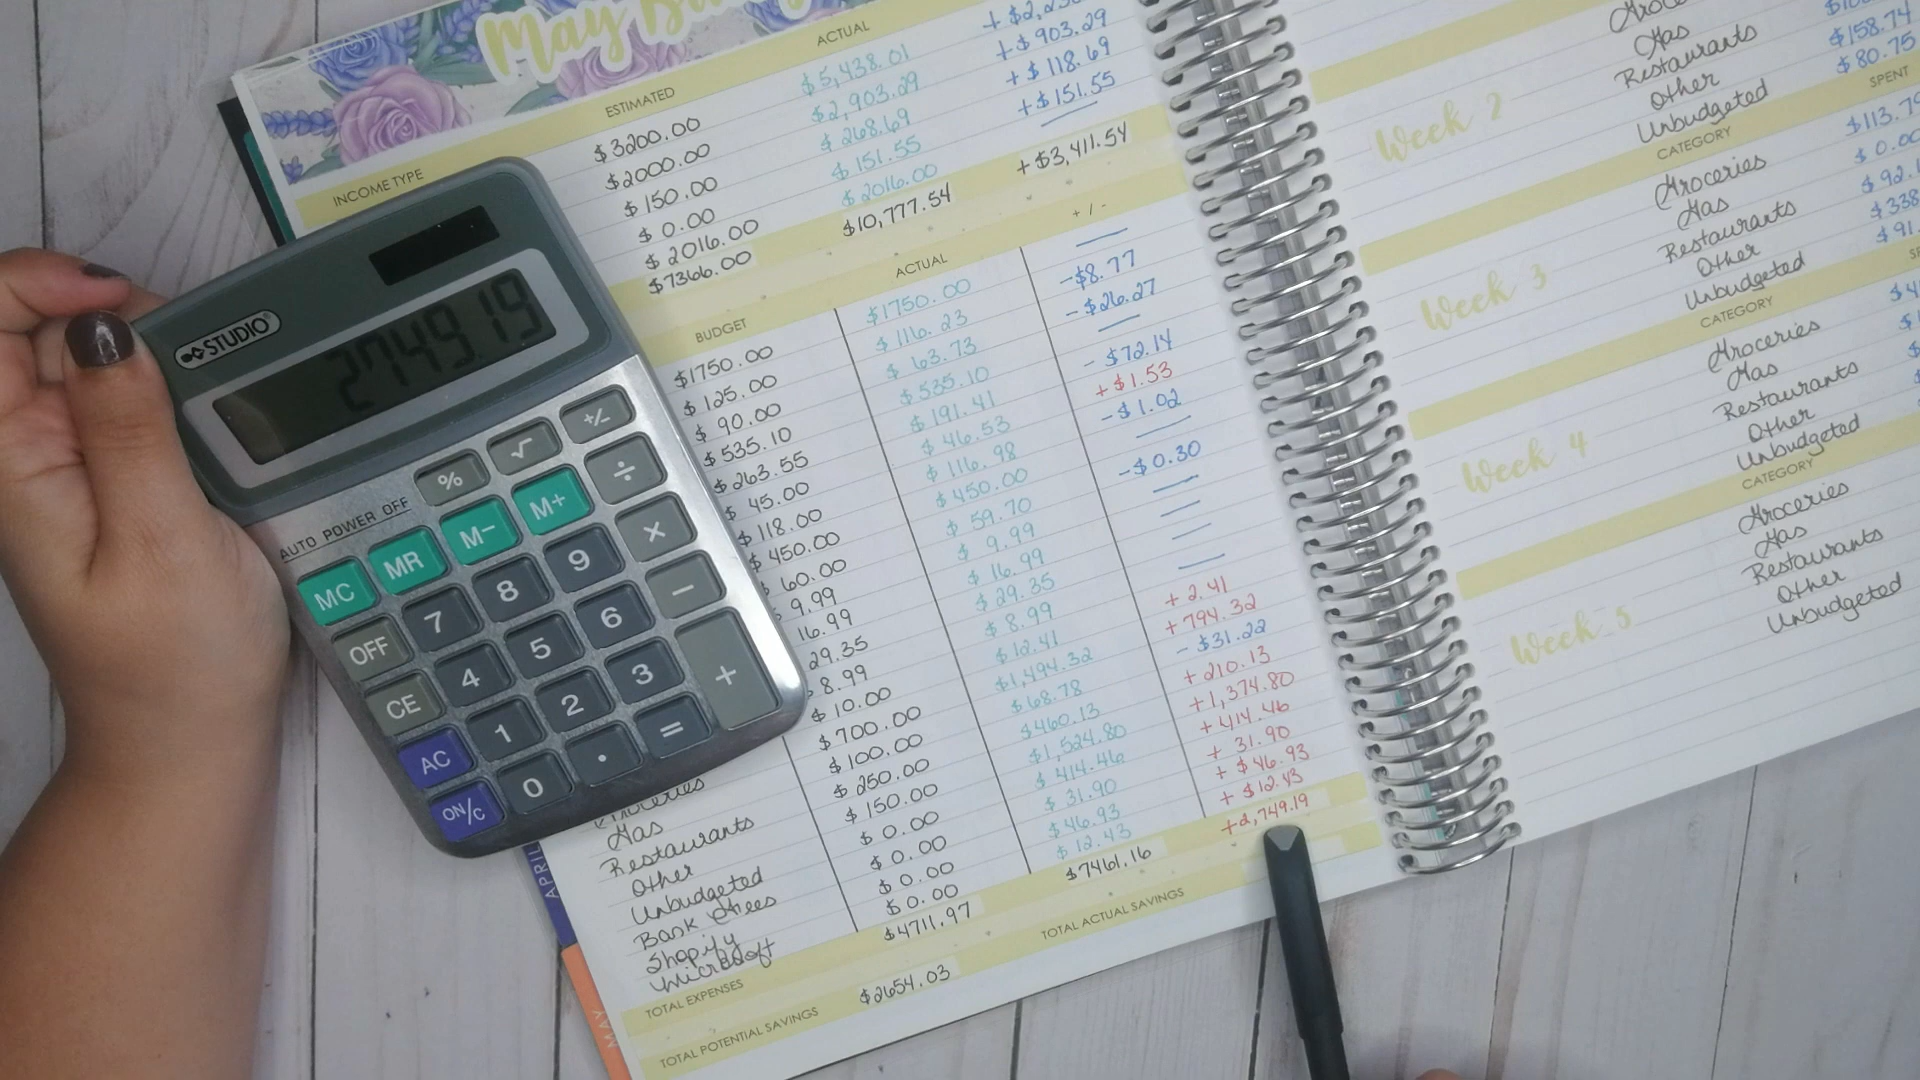 May
ESTIMATED ACTUAL
INCOME TYPE
$3200.00 $5,438.01
$2000.00 $2,903.29 +$903.29
$150.00 $268.69 +$118.69
$0.00 $151.55 +$151.55
$2016.00 $2016.00
$7366.00 $10,777.54 +$3,411.54
BUDGET ACTUAL +/-
$1750.00 $1750.00
$125.00 $116.23 -$8.77
$90.00 $63.73 -$26.27
$535.10 $535.10
$263.55 $191.41 -$72.14
$45.00 $46.53 +$1.53
$118.00 $116.98 -$1.02
$450.00 $450.00
$60.00 $59.70 -$0.30
9.99 $9.99
16.99 $16.99
29.35 $29.35
8.99 $8.99
$10.00 $12.41 +2.41
$700.00 $1,494.32 +794.32
Gas $100.00 $68.78 -$31.22
Restaurants $250.00 $460.13 +210.13
Other $150.00 $1,524.80 +1,374.80
Unbudgeted $0.00 $414.46 +414.46
Bank Fees $0.00 $31.90 +31.90
Shopify $0.00 $46.93 +$46.93
Microsoft $0.00 $12.43 +$12.43
TOTAL EXPENSES $4711.97 $7461.16 +2,749.19
TOTAL POTENTIAL SAVINGS $2654.03 TOTAL ACTUAL SAVINGS
APRIL
MAY
STUDIO
2749.19
AUTO POWER OFF
% √ +/-
MC MR M- M+ ÷
OFF 7 8 9 ×
CE 4 5 6 −
AC 1 2 3 +
ON/C 0 . =
Gas
Restaurants $158.74
Other $80.75
Unbudgeted
Week 2
CATEGORY SPENT
Groceries
Gas
Restaurants
Other
Unbudgeted
Week 3
CATEGORY
Groceries
Gas
Restaurants
Other
Unbudgeted
Week 4
CATEGORY
Groceries
Gas
Restaurants
Other
Unbudgeted
Week 5